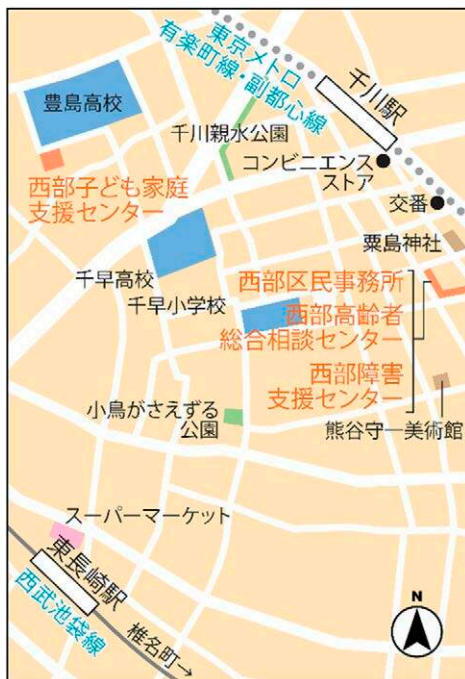 東京メトロ
有楽町線・副都心線
千川駅
豊島高校
千川親水公園
コンビニエンス
ストア
西部子ども家庭
支援センター
交番
粟島神社
千早高校
西部区民事務所
千早小学校
西部高齢者
総合相談センター
西部障害
支援センター
小鳥がさえずる
公園
熊谷守一美術館
スーパーマーケット
東長崎駅
西武池袋線
椎名町→
N